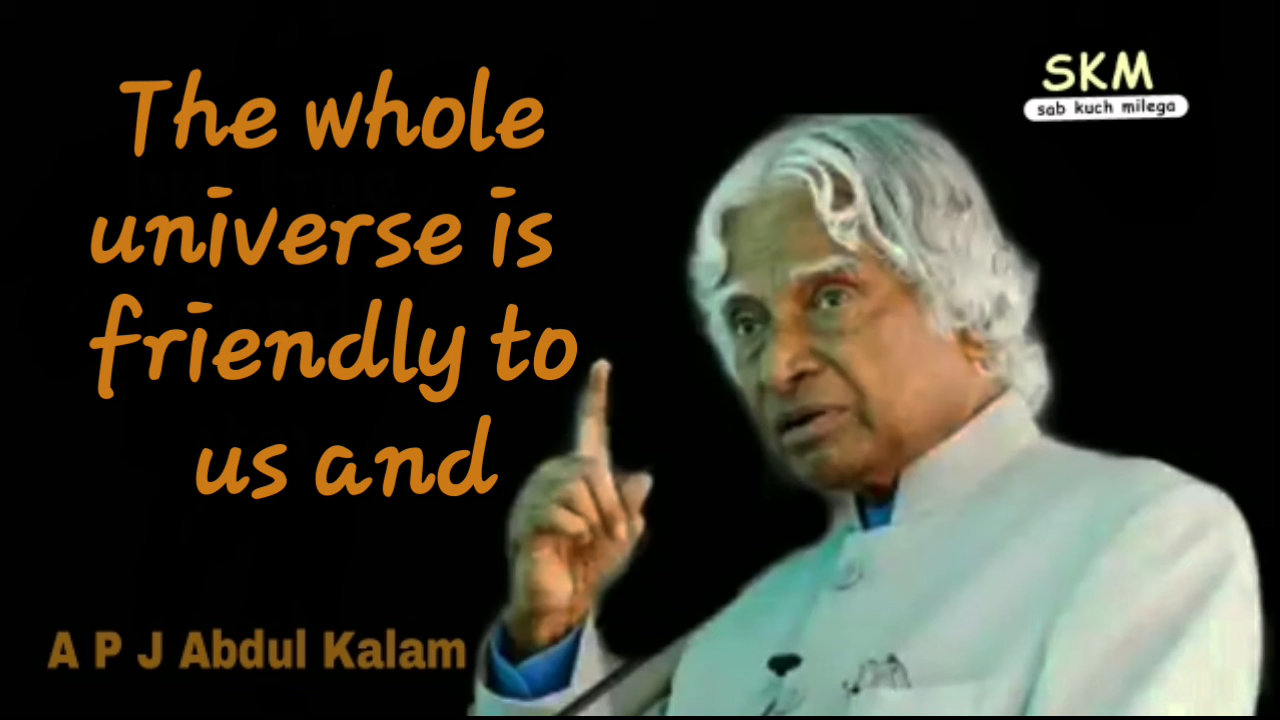 The whole
universe is
friendly to
us and
A P J Abdul Kalam
SKM
sab kuch milega